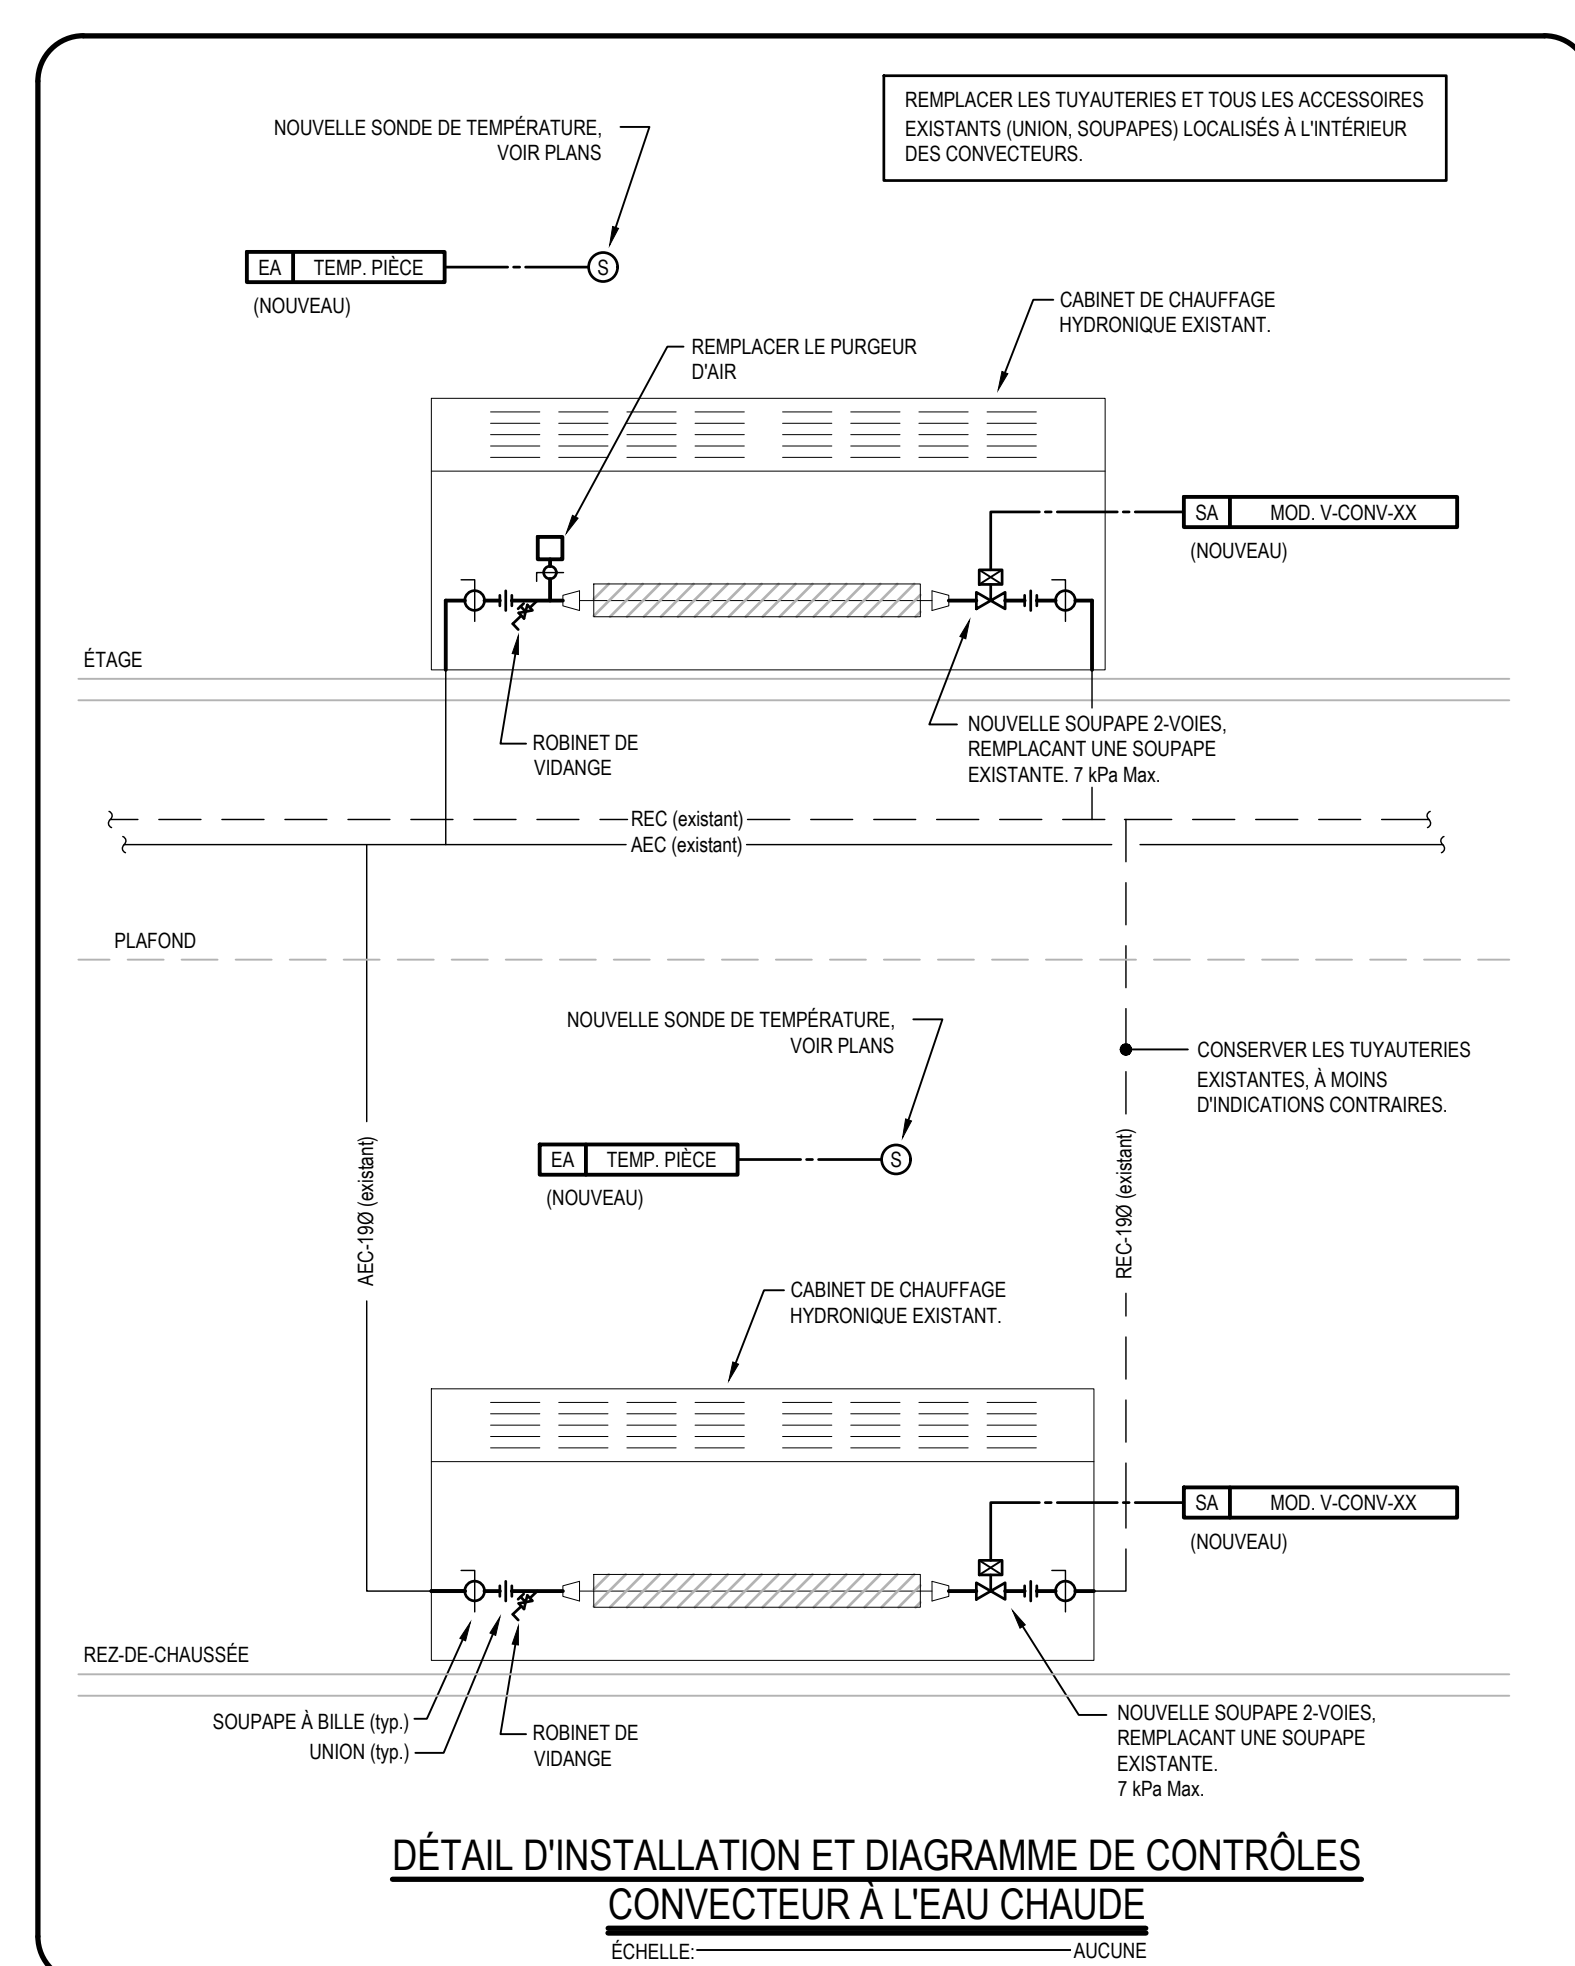 REMPLACER LES TUYAUTERIES ET TOUS LES ACCESSOIRES
EXISTANTS (UNION, SOUPAPES) LOCALISÉS À L'INTÉRIEUR
DES CONVECTEURS.
NOUVELLE SONDE DE TEMPÉRATURE,
VOIR PLANS
EA TEMP. PIÈCE
S
(NOUVEAU)
CABINET DE CHAUFFAGE
HYDRONIQUE EXISTANT.
REMPLACER LE PURGEUR
D'AIR
SA MOD. V-CONV-XX
(NOUVEAU)
ÉTAGE
ROBINET DE
VIDANGE
NOUVELLE SOUPAPE 2-VOIES,
REMPLACANT UNE SOUPAPE
EXISTANTE. 7 kPa Max.
REC (existant)
AEC (existant)
PLAFOND
NOUVELLE SONDE DE TEMPÉRATURE,
VOIR PLANS
CONSERVER LES TUYAUTERIES
EXISTANTES, À MOINS
D'INDICATIONS CONTRAIRES.
AEC-19Ø (existant)
EA TEMP. PIÈCE
S
(NOUVEAU)
REC-19Ø (existant)
CABINET DE CHAUFFAGE
HYDRONIQUE EXISTANT.
SA MOD. V-CONV-XX
(NOUVEAU)
REZ-DE-CHAUSSÉE
SOUPAPE À BILLE (typ.)
UNION (typ.)
ROBINET DE
VIDANGE
NOUVELLE SOUPAPE 2-VOIES,
REMPLACANT UNE SOUPAPE
EXISTANTE.
7 kPa Max.
DÉTAIL D'INSTALLATION ET DIAGRAMME DE CONTRÔLES
CONVECTEUR À L'EAU CHAUDE
ÉCHELLE: AUCUNE